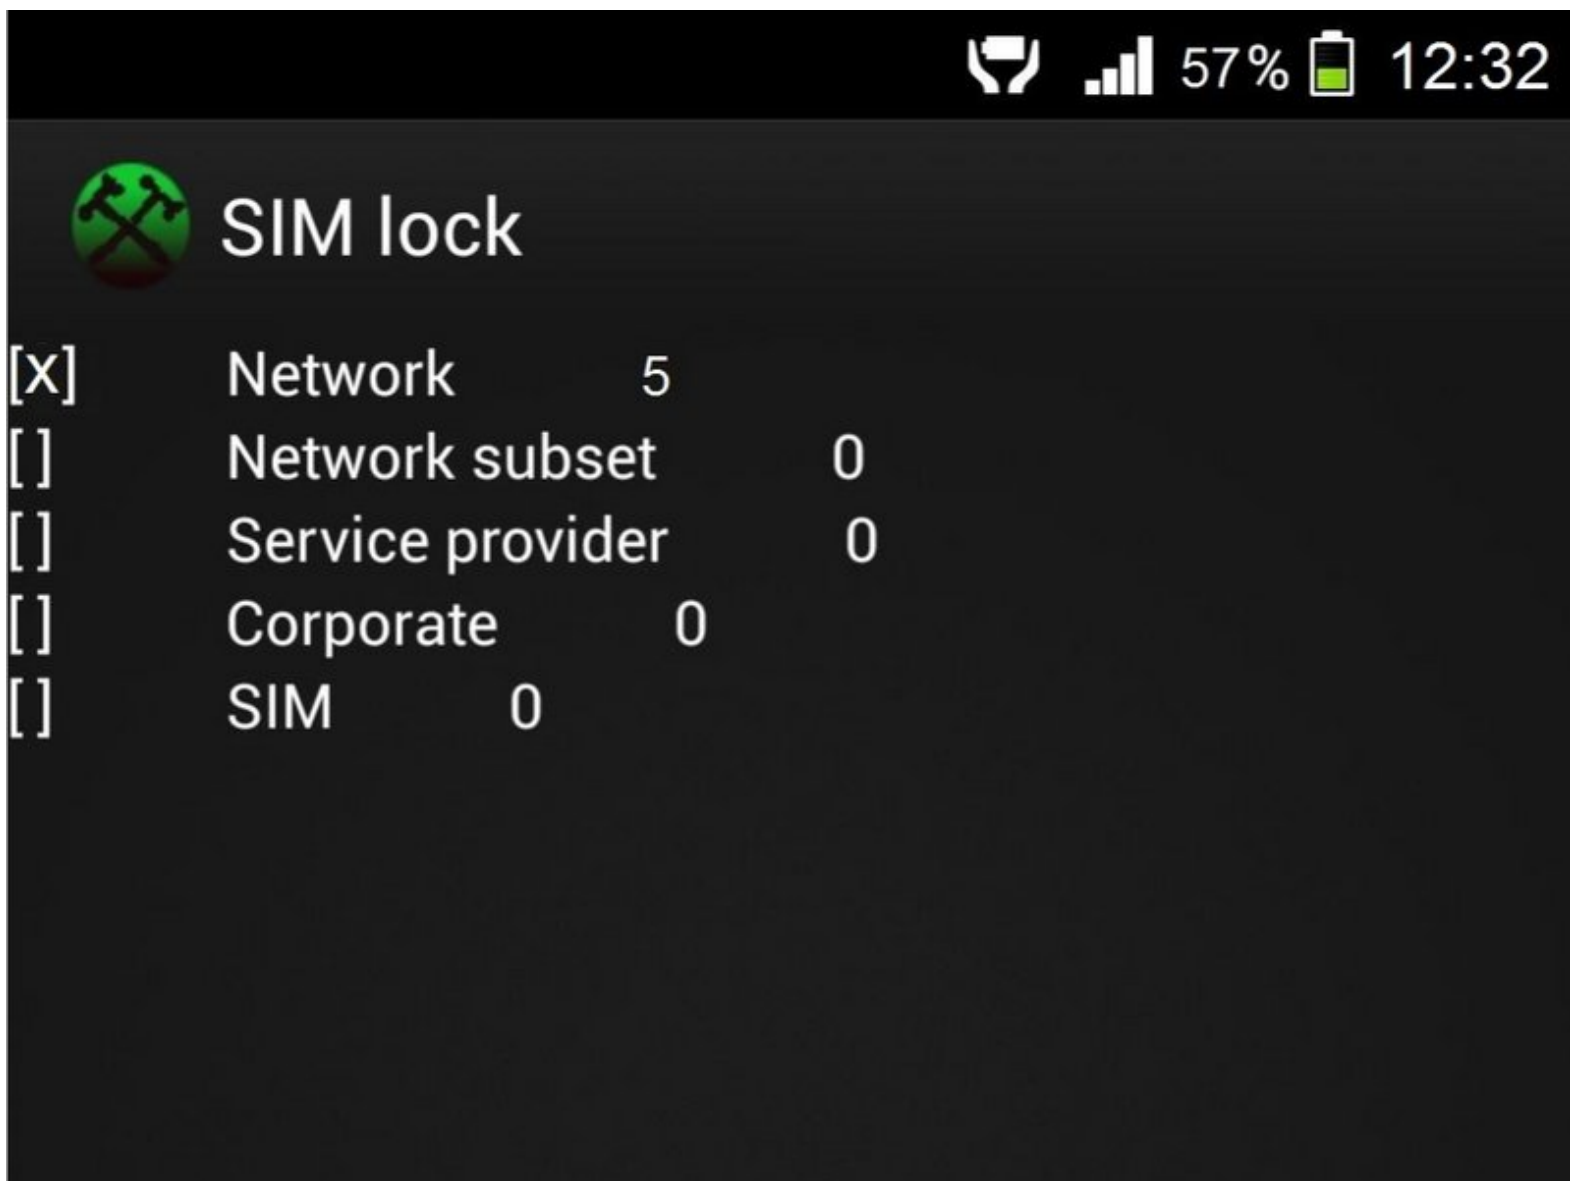 57% 12:32
SIM lock
[X] Network 5
[ ] Network subset 0
[ ] Service provider 0
[ ] Corporate 0
[ ] SIM 0